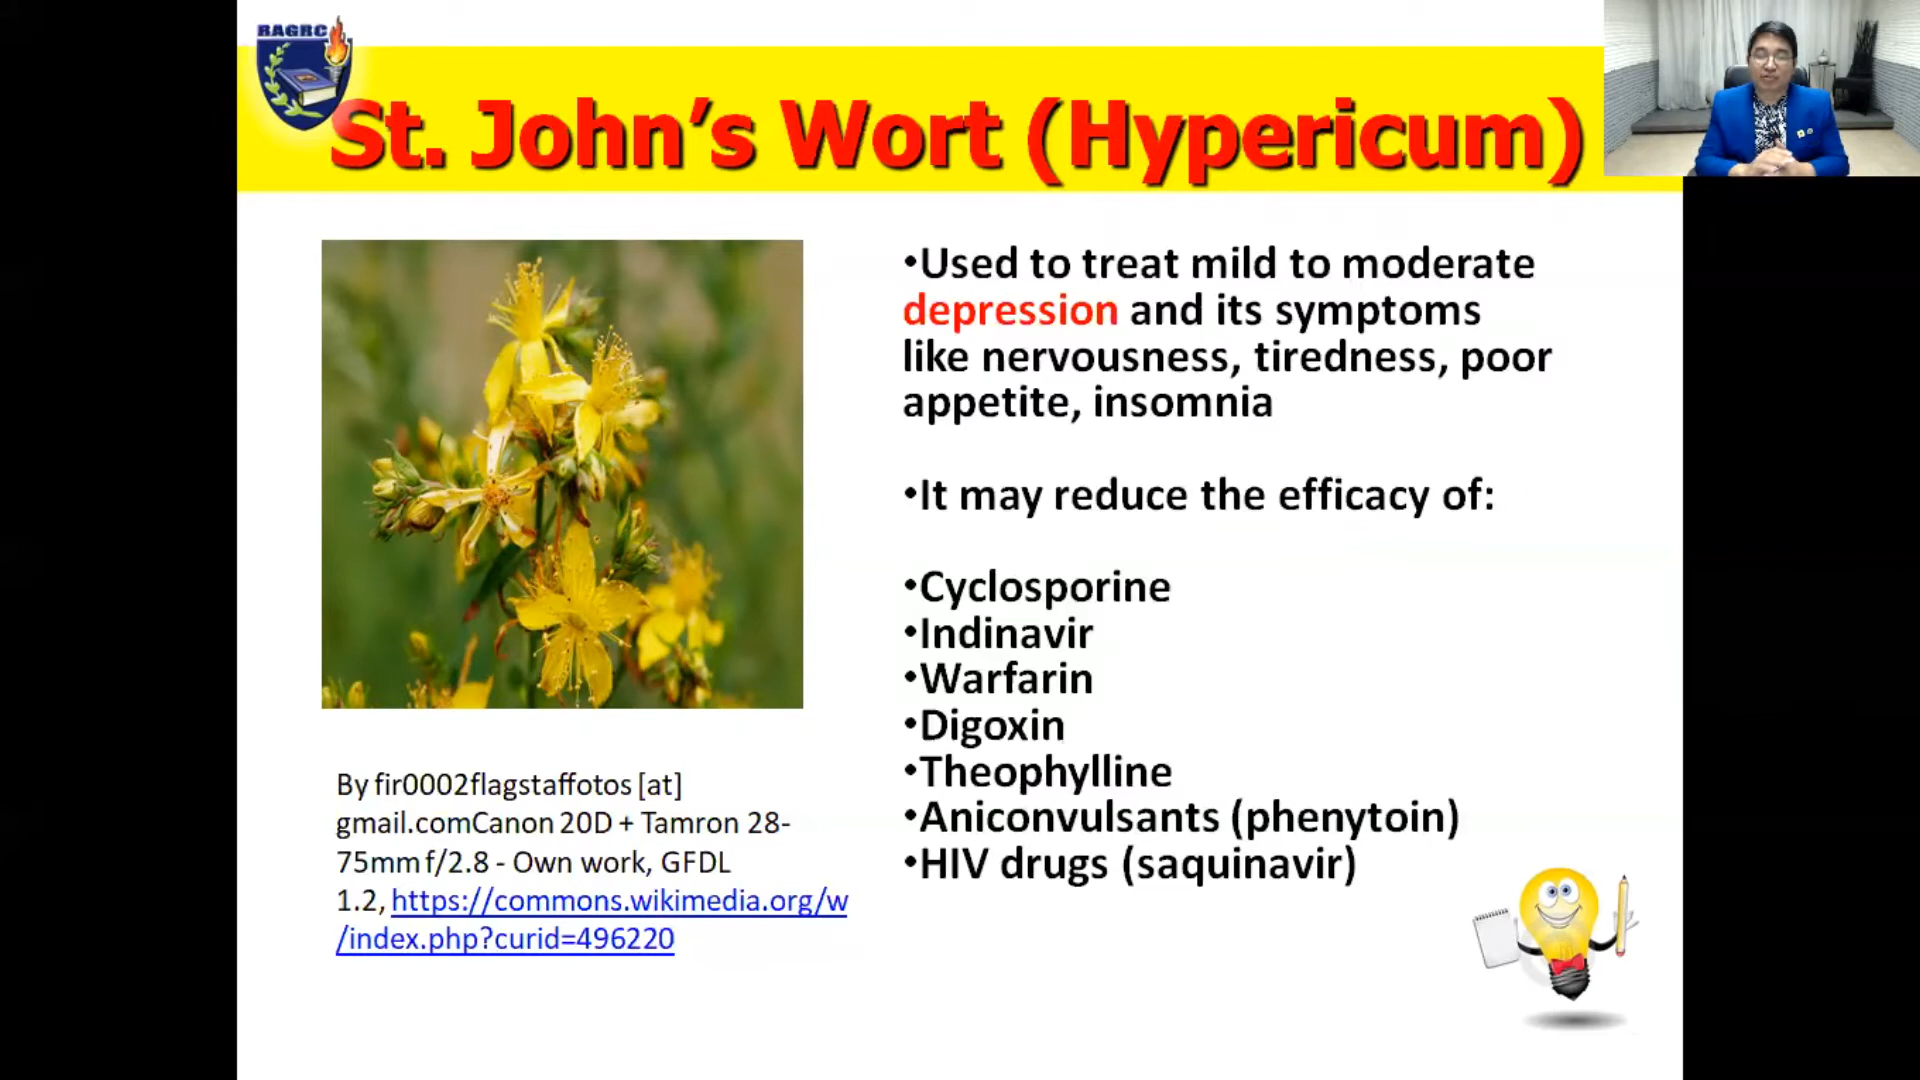 RAGRC
St. John’s Wort (Hypericum)
•Used to treat mild to moderate
depression and its symptoms
like nervousness, tiredness, poor
appetite, insomnia
•It may reduce the efficacy of:
•Cyclosporine
•Indinavir
•Warfarin
•Digoxin
•Theophylline
•Aniconvulsants (phenytoin)
•HIV drugs (saquinavir)
By fir0002flagstaffotos [at]
gmail.comCanon 20D + Tamron 28-
75mm f/2.8 - Own work, GFDL
1.2, https://commons.wikimedia.org/w
/index.php?curid=496220